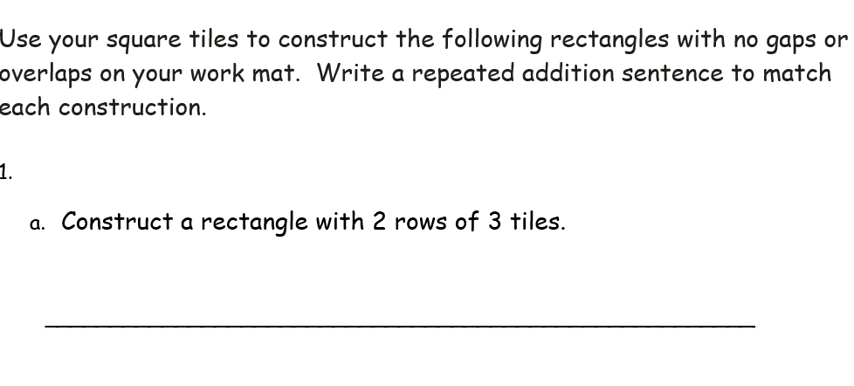 Use your square tiles to construct the following rectangles with no gaps or
overlaps on your work mat. Write a repeated addition sentence to match
each construction.
1.
a. Construct a rectangle with 2 rows of 3 tiles.